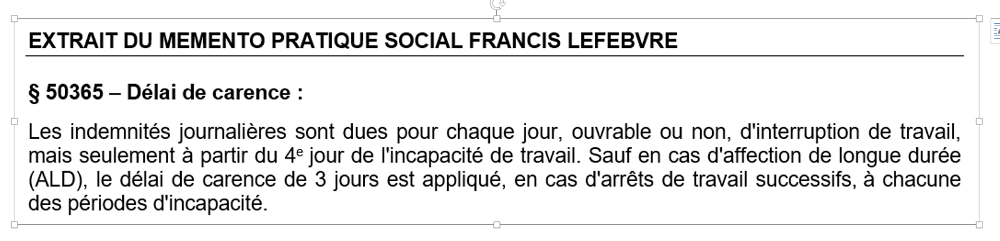 EXTRAIT DU MEMENTO PRATIQUE SOCIAL FRANCIS LEFEBVRE
§ 50365 – Délai de carence :
Les indemnités journalières sont dues pour chaque jour, ouvrable ou non, d'interruption de travail,
mais seulement à partir du 4e jour de l'incapacité de travail. Sauf en cas d'affection de longue durée
(ALD), le délai de carence de 3 jours est appliqué, en cas d'arrêts de travail successifs, à chacune
des périodes d'incapacité.